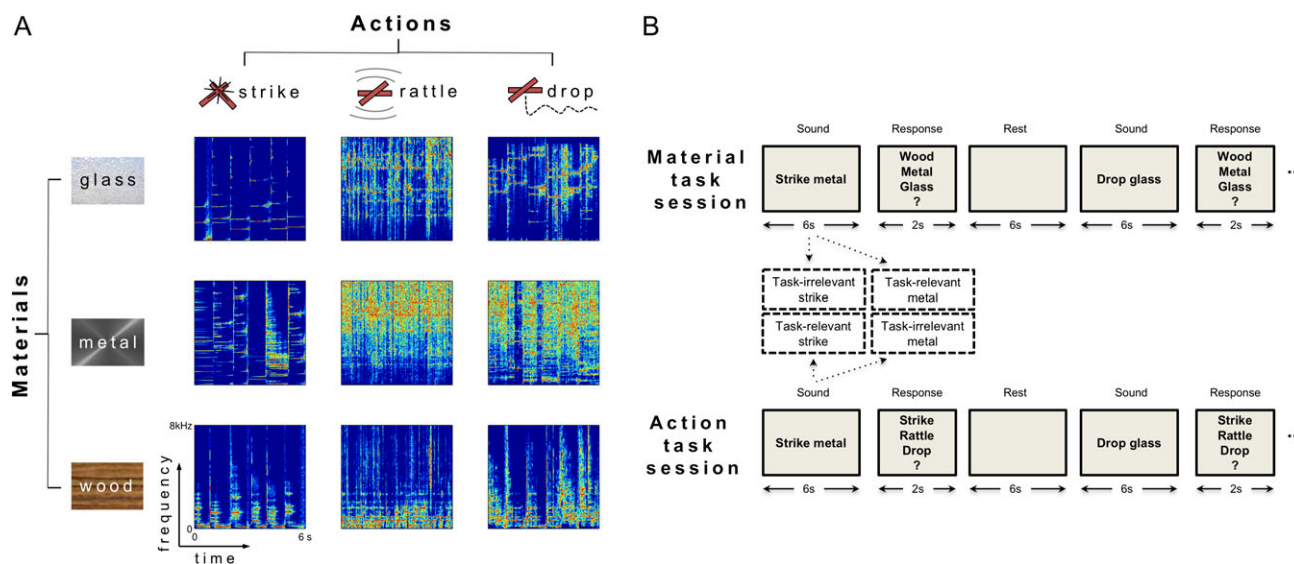 A
Actions
strike
rattle
drop
Materials
glass
metal
wood
8kHz
frequency
0
0
6 s
time
B
Material
task
session
Sound
Response
Rest
Sound
Response
Strike metal
Wood
Metal
Glass
?
Drop glass
Wood
Metal
Glass
?
6s
2s
6s
6s
2s
Task-irrelevant
strike
Task-relevant
metal
Task-relevant
strike
Task-irrelevant
metal
Action
task
session
Sound
Response
Rest
Sound
Response
Strike metal
Strike
Rattle
Drop
?
Drop glass
Strike
Rattle
Drop
?
6s
2s
6s
6s
2s